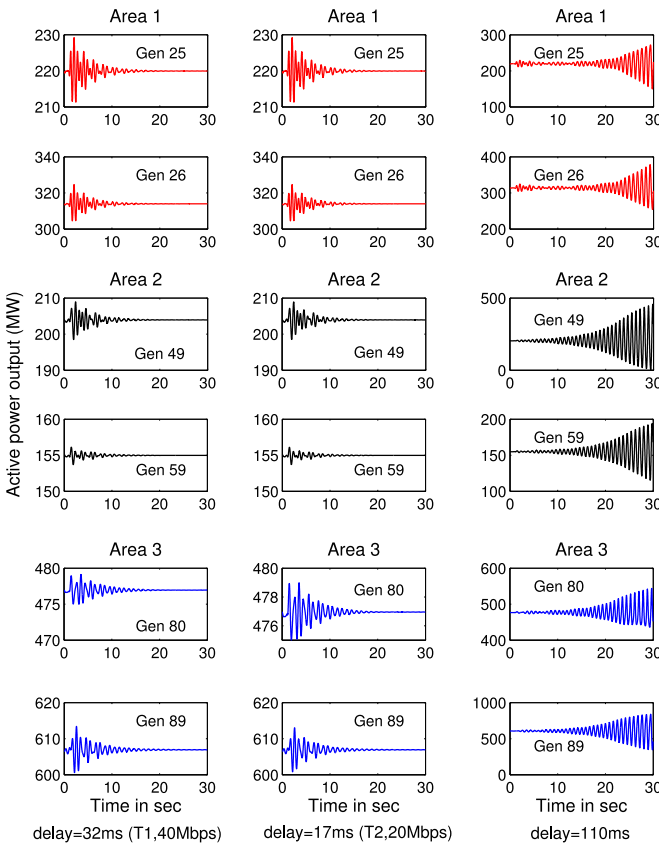 Area 1 Area 1 Area 1
230 230 300
Gen 25 Gen 25 Gen 25
220 220 200
210 210 100
0 10 20 30 0 10 20 30 0 10 20 30
340 340 400
Gen 26 Gen 26 Gen 26
320 320 300
300 300 200
0 10 20 30 0 10 20 30 0 10 20 30
Active power output (MW)
Area 2 Area 2 Area 2
210 210 500
Gen 49
200 200
Gen 49 Gen 49
190 190 0
0 10 20 30 0 10 20 30 0 10 20 30
160 160 200
Gen 59
155 155 150
Gen 59 Gen 59
150 150 100
0 10 20 30 0 10 20 30 0 10 20 30
Area 3 Area 3 Area 3
480 480 600
Gen 80 Gen 80
475 478 500
Gen 80 476
470 400
0 10 20 30 0 10 20 30 0 10 20 30
620 620 1000
Gen 89 Gen 89
610 610 500
Gen 89
600 600 0
0 10 20 30 0 10 20 30 0 10 20 30
Time in sec Time in sec Time in sec
delay=32ms (T1,40Mbps) delay=17ms (T2,20Mbps) delay=110ms